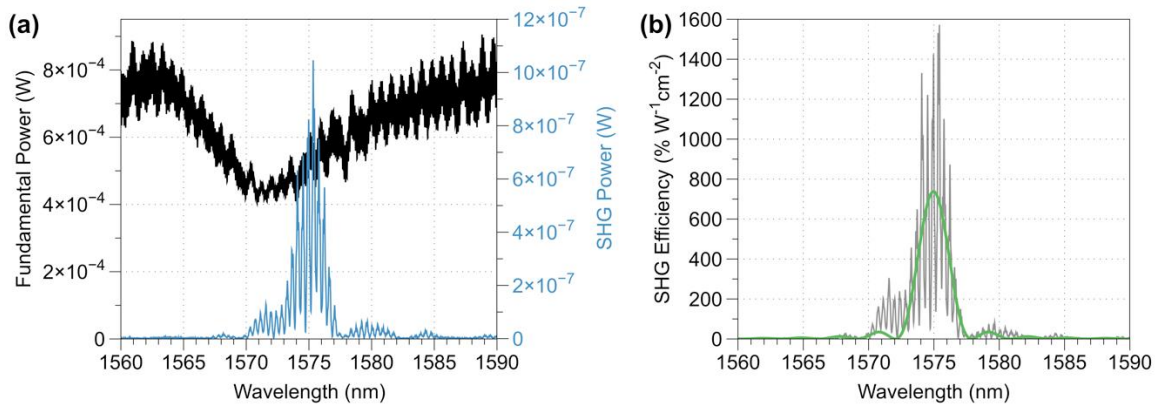 (a)
Fundamental Power (W)
8×10⁻⁴
6×10⁻⁴
4×10⁻⁴
2×10⁻⁴
0
12×10⁻⁷
10×10⁻⁷
8×10⁻⁷
6×10⁻⁷
4×10⁻⁷
2×10⁻⁷
0
SHG Power (W)
1560 1565 1570 1575 1580 1585 1590
Wavelength (nm)
(b)
SHG Efficiency (% W⁻¹cm⁻²)
1600
1400
1200
1000
800
600
400
200
0
1560 1565 1570 1575 1580 1585 1590
Wavelength (nm)